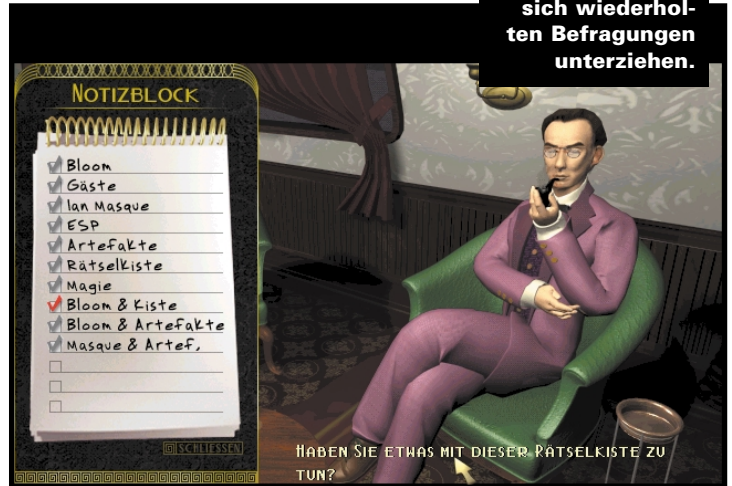 sich wiederhol-
ten Befragungen
unterziehen.
NOTIZBLOCK
Bloom
Gäste
Ian Masque
ESP
Artefakte
Rätselkiste
Magie
Bloom & Kiste
Bloom & Artefakte
Masque & Artef.
SCHLIESSEN
HABEN SIE ETWAS MIT DIESER RÄTSELKISTE ZU
TUN?